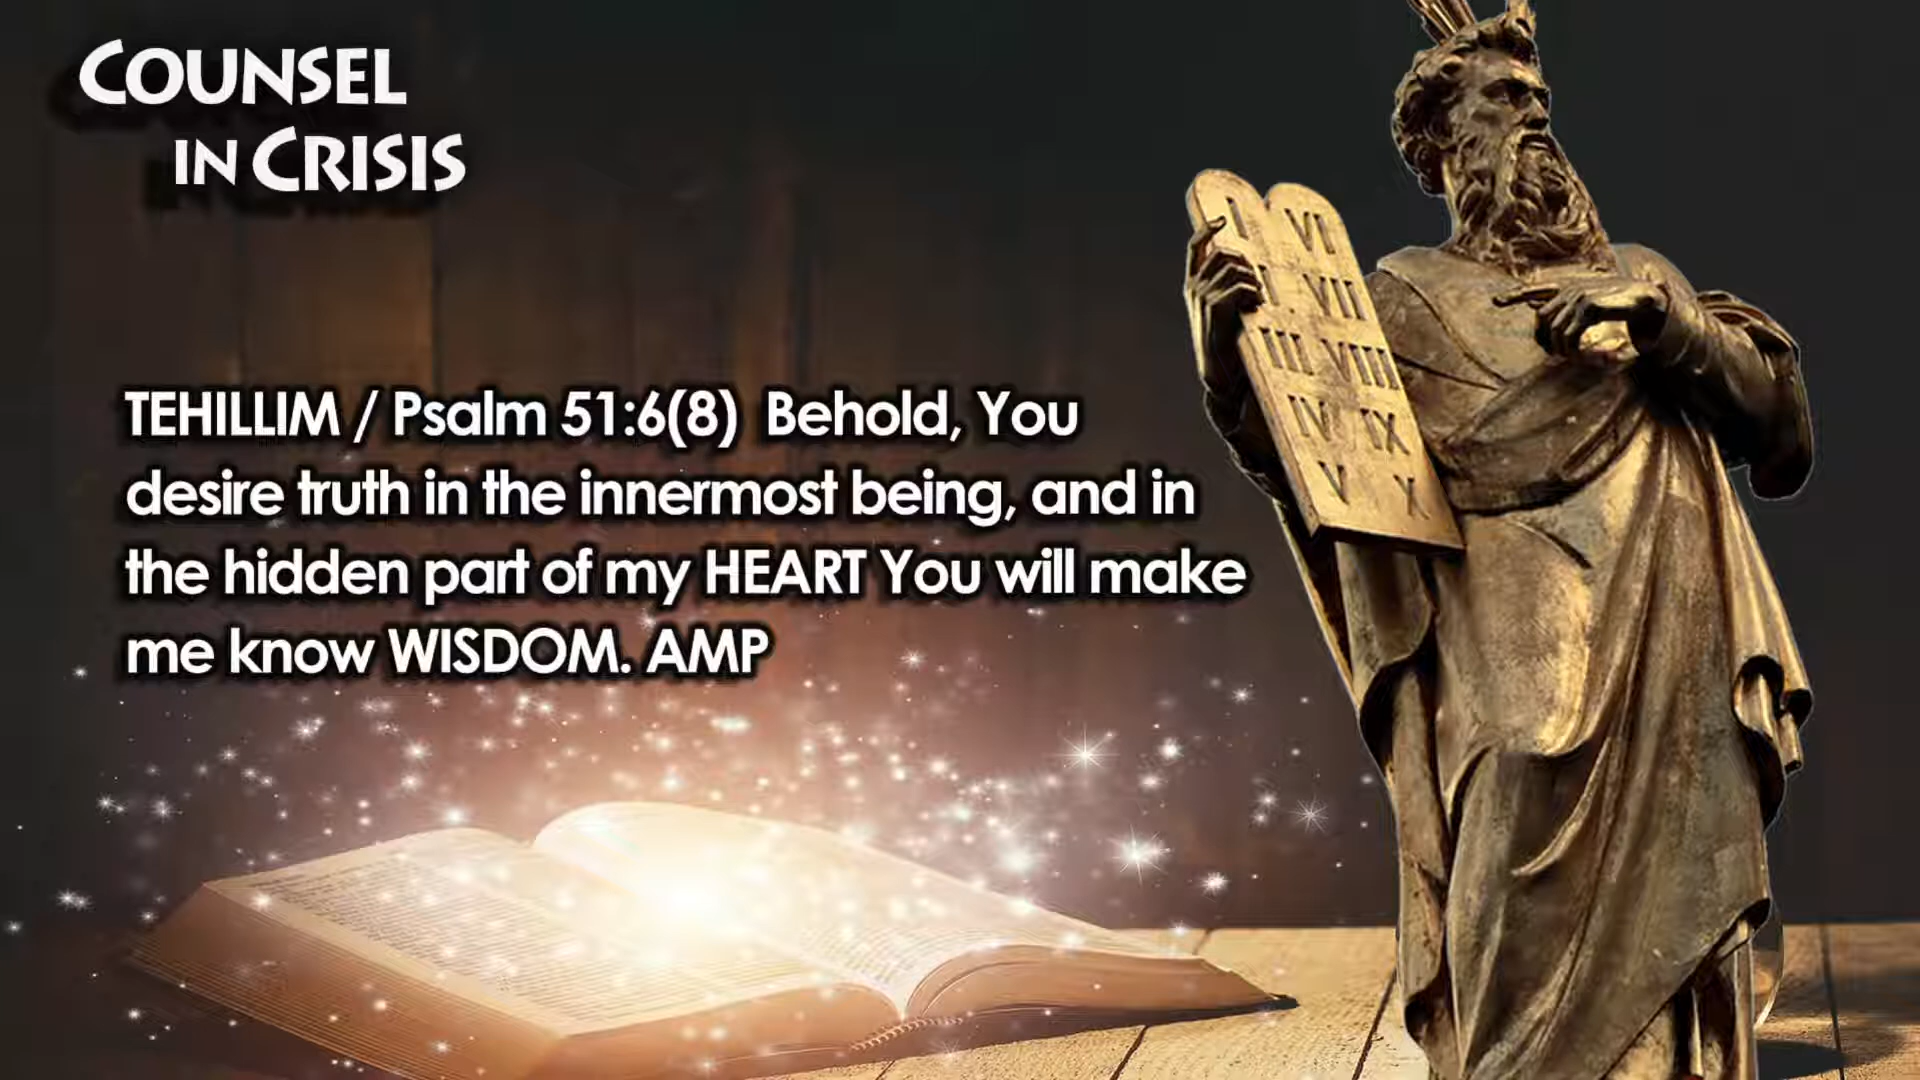 COUNSEL
IN CRISIS
TEHILLIM / Psalm 51:6(8) Behold, You
desire truth in the innermost being, and in
the hidden part of my HEART You will make
me know WISDOM. AMP
I VI
I VII
III VIII
IV IX
V X